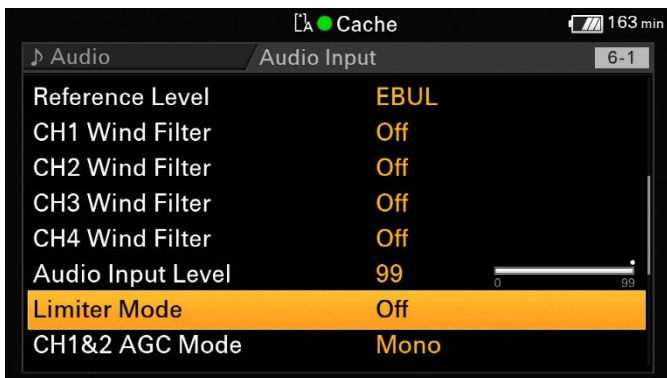 A Cache 163 min
♪ Audio Audio Input 6-1
Reference Level EBUL
CH1 Wind Filter Off
CH2 Wind Filter Off
CH3 Wind Filter Off
CH4 Wind Filter Off
Audio Input Level 99 0 99
Limiter Mode Off
CH1&2 AGC Mode Mono